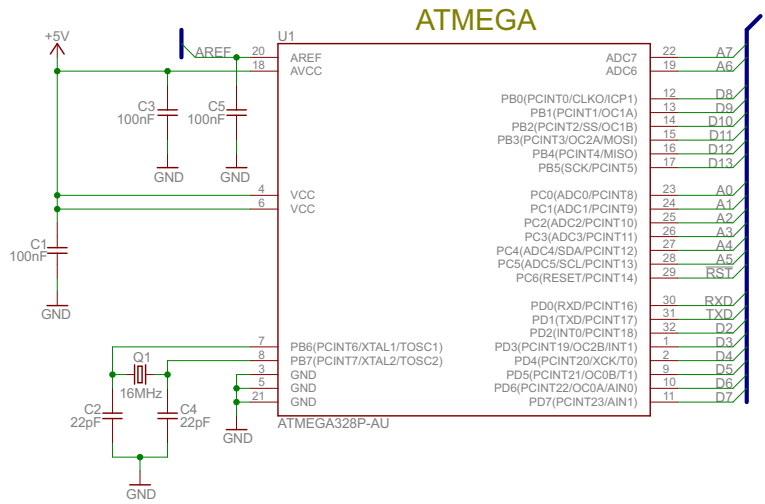 ATMEGA
+5V
U1
AREF
20
AREF
18
AVCC
C3
100nF
C5
100nF
GND
GND
4
VCC
6
VCC
C1
100nF
GND
7
PB6(PCINT6/XTAL1/TOSC1)
8
PB7(PCINT7/XTAL2/TOSC2)
3
GND
5
GND
21
GND
Q1
16MHz
C2
22pF
C4
22pF
GND
GND
ATMEGA328P-AU
ADC7
22
A7
ADC6
19
A6
PB0(PCINT0/CLKO/ICP1)
12
D8
PB1(PCINT1/OC1A)
13
D9
PB2(PCINT2/SS/OC1B)
14
D10
PB3(PCINT3/OC2A/MOSI)
15
D11
PB4(PCINT4/MISO)
16
D12
PB5(SCK/PCINT5)
17
D13
PC0(ADC0/PCINT8)
23
A0
PC1(ADC1/PCINT9)
24
A1
PC2(ADC2/PCINT10)
25
A2
PC3(ADC3/PCINT11)
26
A3
PC4(ADC4/SDA/PCINT12)
27
A4
PC5(ADC5/SCL/PCINT13)
28
A5
PC6(RESET/PCINT14)
29
RST
PD0(RXD/PCINT16)
30
RXD
PD1(TXD/PCINT17)
31
TXD
PD2(INT0/PCINT18)
32
D2
PD3(PCINT19/OC2B/INT1)
1
D3
PD4(PCINT20/XCK/T0)
2
D4
PD5(PCINT21/OC0B/T1)
9
D5
PD6(PCINT22/OC0A/AIN0)
10
D6
PD7(PCINT23/AIN1)
11
D7